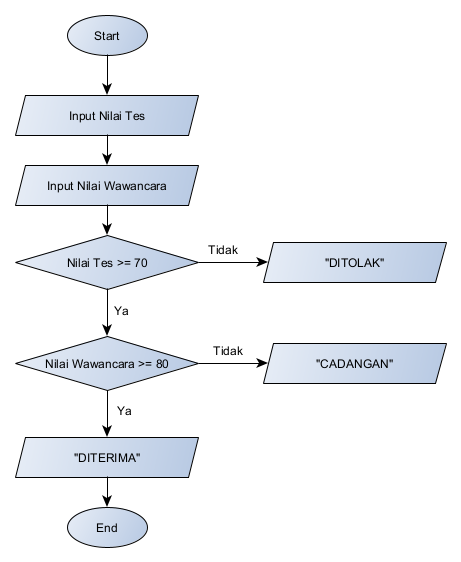 Start
Input Nilai Tes
Input Nilai Wawancara
Nilai Tes >= 70
Tidak
"DITOLAK"
Ya
Nilai Wawancara >= 80
Tidak
"CADANGAN"
Ya
"DITERIMA"
End